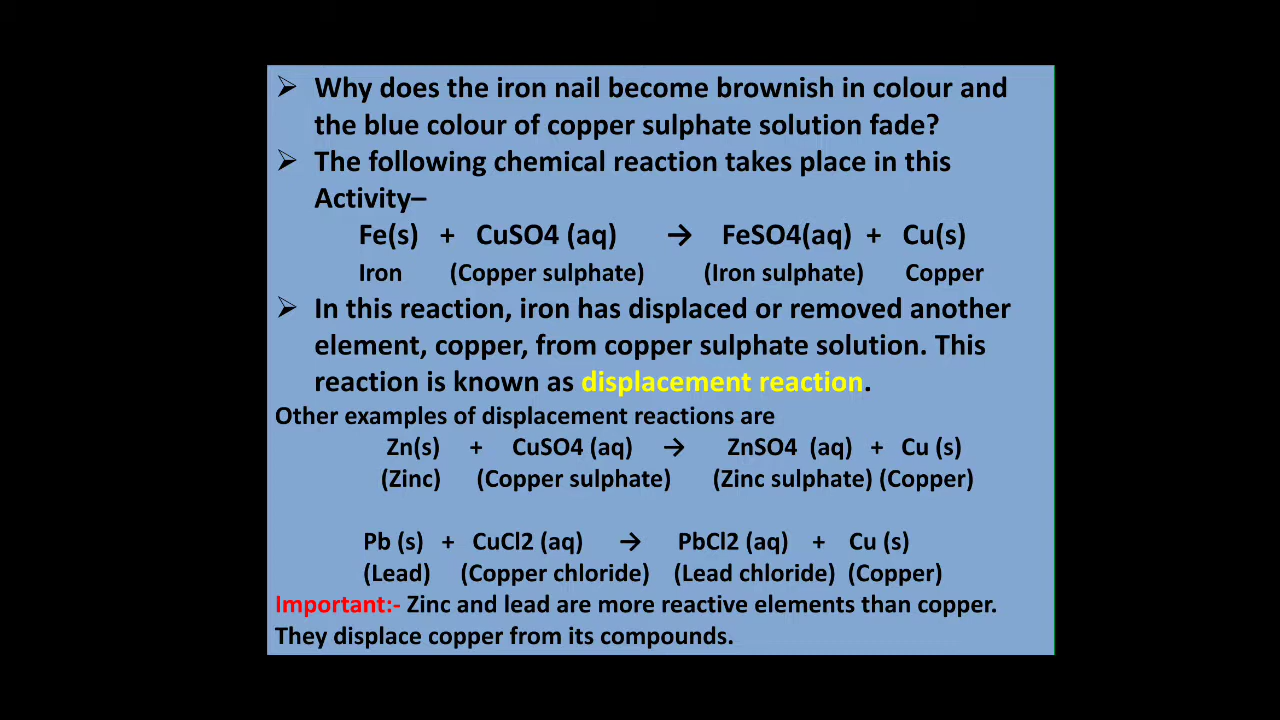 ➢ Why does the iron nail become brownish in colour and
the blue colour of copper sulphate solution fade?
➢ The following chemical reaction takes place in this
Activity–
Fe(s) + CuSO4 (aq) → FeSO4(aq) + Cu(s)
Iron (Copper sulphate) (Iron sulphate) Copper
➢ In this reaction, iron has displaced or removed another
element, copper, from copper sulphate solution. This
reaction is known as displacement reaction.
Other examples of displacement reactions are
Zn(s) + CuSO4 (aq) → ZnSO4 (aq) + Cu (s)
(Zinc) (Copper sulphate) (Zinc sulphate) (Copper)
Pb (s) + CuCl2 (aq) → PbCl2 (aq) + Cu (s)
(Lead) (Copper chloride) (Lead chloride) (Copper)
Important:- Zinc and lead are more reactive elements than copper.
They displace copper from its compounds.